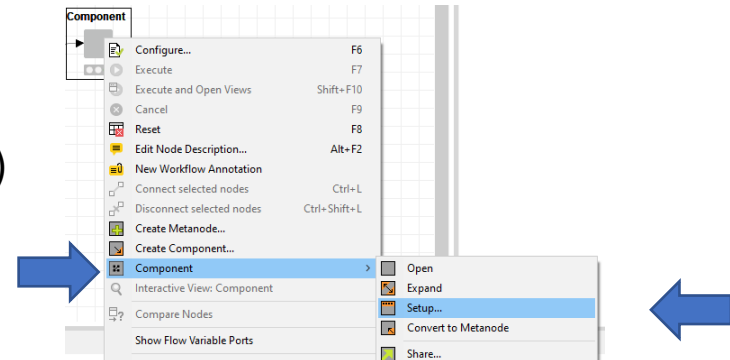 Component
)
Configure... F6
Execute F7
Execute and Open Views Shift+F10
Cancel F9
Reset F8
Edit Node Description... Alt+F2
New Workflow Annotation
Connect selected nodes Ctrl+L
Disconnect selected nodes Ctrl+Shift+L
Create Metanode...
Create Component...
Component > Open
Interactive View: Component Expand
Setup...
Compare Nodes
Convert to Metanode
Show Flow Variable Ports
Share...